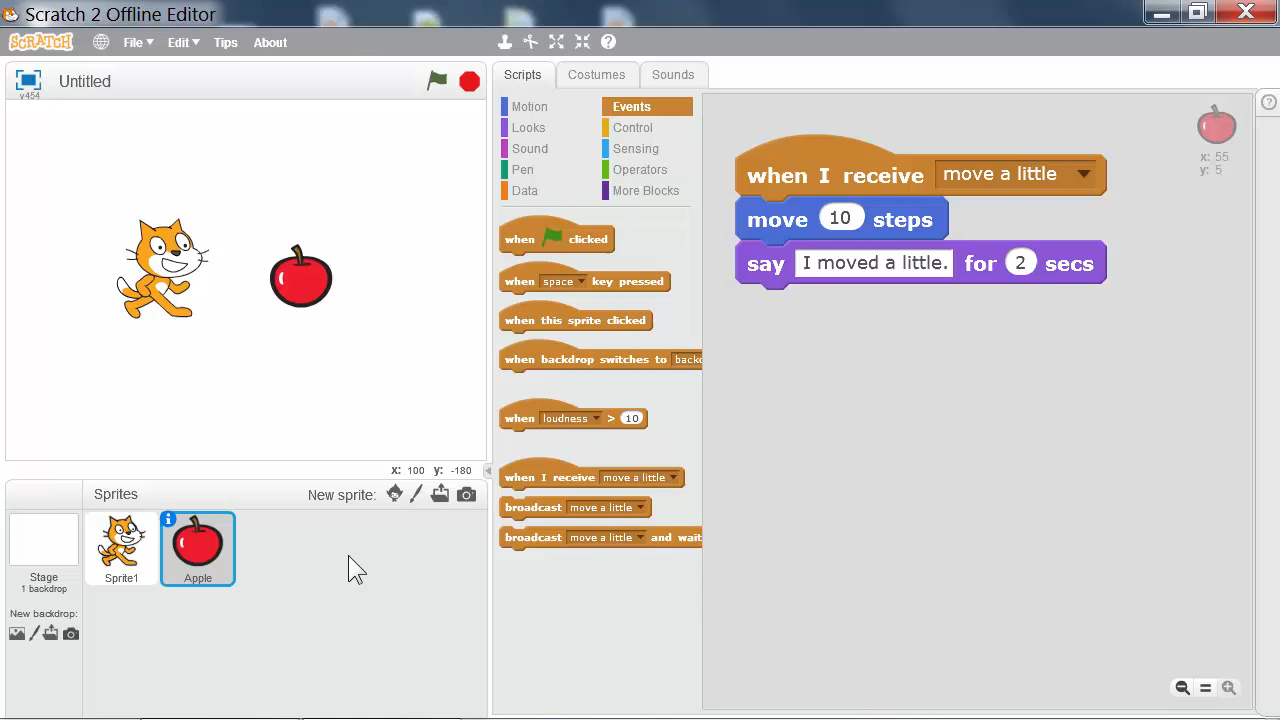 Scratch 2 Offline Editor
SCRATCH
File Edit Tips About
v454
Untitled
Scripts Costumes Sounds
Motion Events
Looks Control
Sound Sensing
Pen Operators
Data More Blocks
when clicked
when space key pressed
when this sprite clicked
when backdrop switches to
when loudness > 10
when I receive move a little
broadcast move a little
broadcast move a little and wait
when I receive move a little
move 10 steps
say I moved a little. for 2 secs
x: 55
y: 5
x: 100 y: -180
Sprites New sprite:
Stage
1 backdrop
New backdrop:
Sprite1
Apple